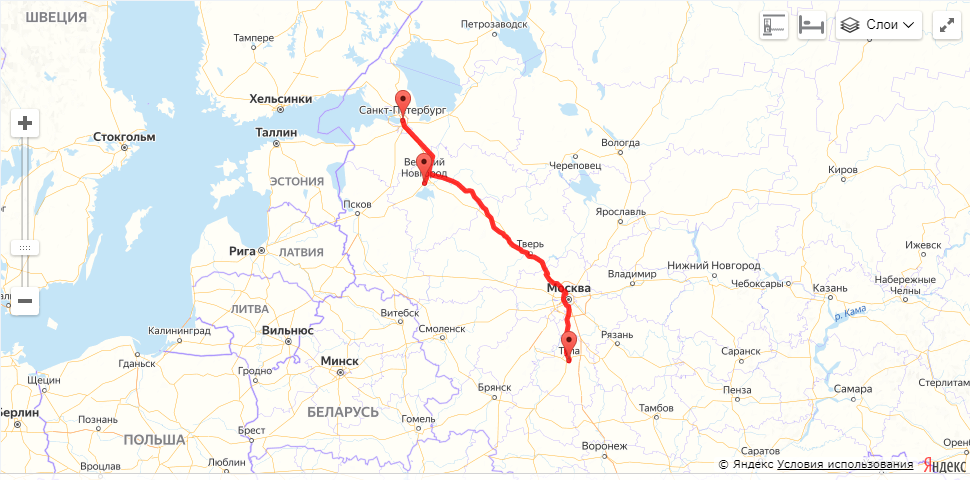 ШВЕЦИЯ
Петрозаводск
Слои
Тампере
Хельсинки
Санкт-Петербург
Таллин
Стокгольм
Вологда
Череповец
Великий
Новгород
Киров
ЭСТОНИЯ
Псков
Ярославль
Тверь
Ижевск
Рига
ЛАТВИЯ
Нижний Новгород
Владимир
Чебоксары
Казань
Набережные
Челны
Москва
ЛИТВА
Витебск
р. Кама
Калининград
Вильнюс
Смоленск
Рязань
Тула
Саранск
Гданьск
Минск
Гродно
Щецин
Брянск
Пенза
Самара
Стерлитам
Берлин
БЕЛАРУСЬ
Тамбов
Познань
Гомель
Брест
ПОЛЬША
Воронеж
Саратов
Орен
Вроцлав
Люблин
© Яндекс Условия использования
Яндекс